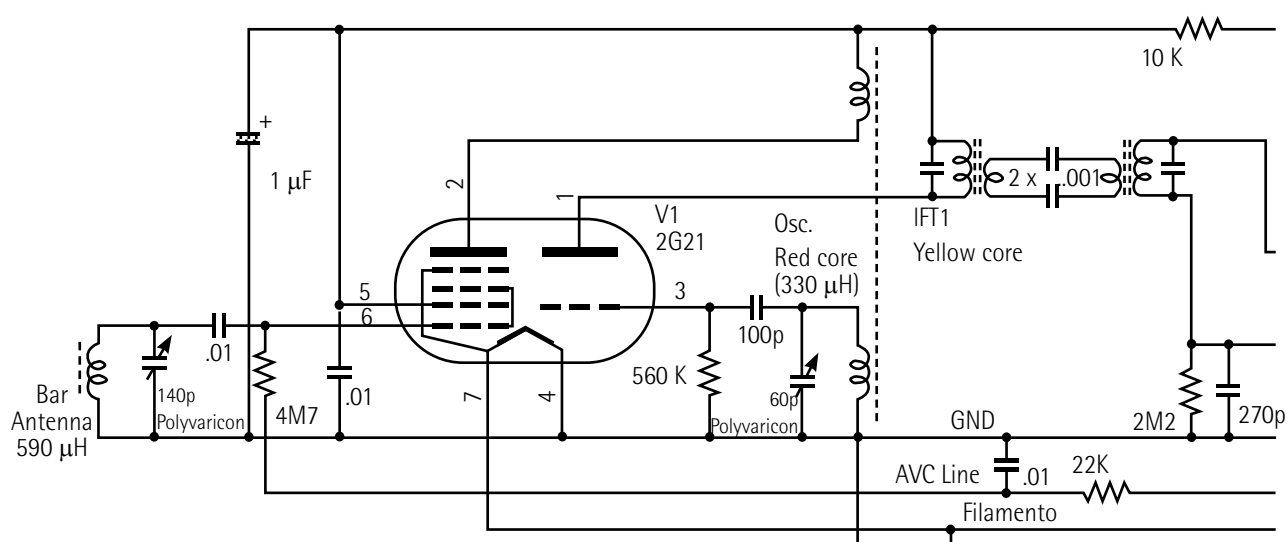 10 K
+
1 µF
2
1
V1
2G21
Osc.
Red core
(330 µH)
2 x .001
IFT1
Yellow core
5
6
3
100p
.01
140p
Polyvaricon
4M7
.01
560 K
60p
Polyvaricon
7
4
Bar
Antenna
590 µH
GND
2M2
270p
AVC Line
.01
22K
Filamento